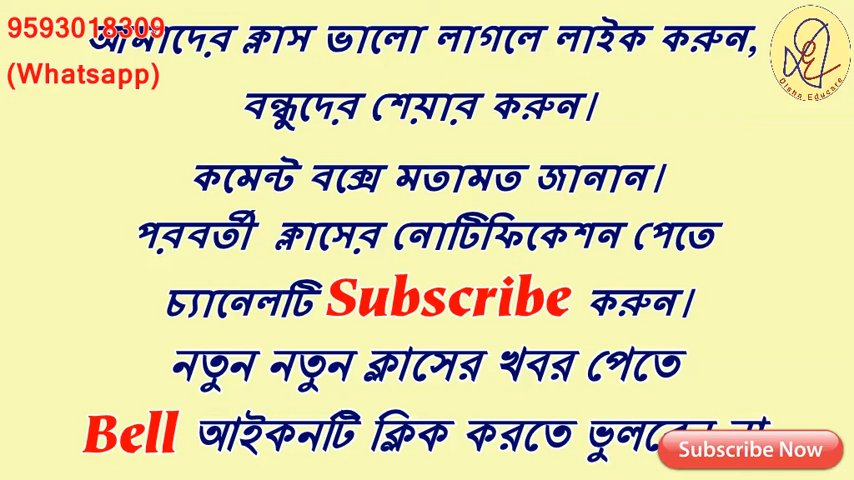 9593018309
(Whatsapp)
আমাদের ক্লাস ভালো লাগলে লাইক করুন,
বন্ধুদের শেয়ার করুন।
কমেন্ট বক্সে মতামত জানান।
পরবর্তী ক্লাসের নোটিফিকেশন পেতে
চ্যানেলটি Subscribe করুন।
নতুন নতুন ক্লাসের খবর পেতে
Bell আইকনটি ক্লিক করতে ভুলবেন না
Subscribe Now